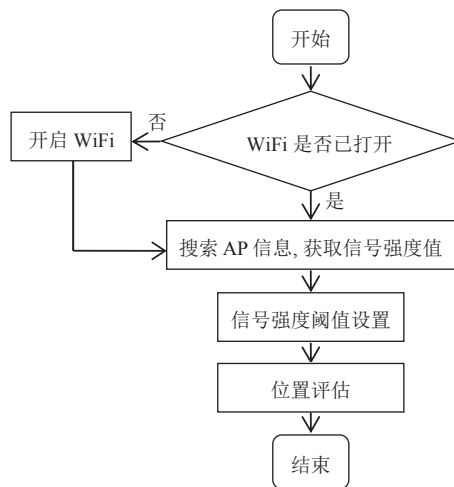 开始
否
开启 WiFi
WiFi 是否已打开
是
搜索 AP 信息, 获取信号强度值
信号强度阈值设置
位置评估
结束